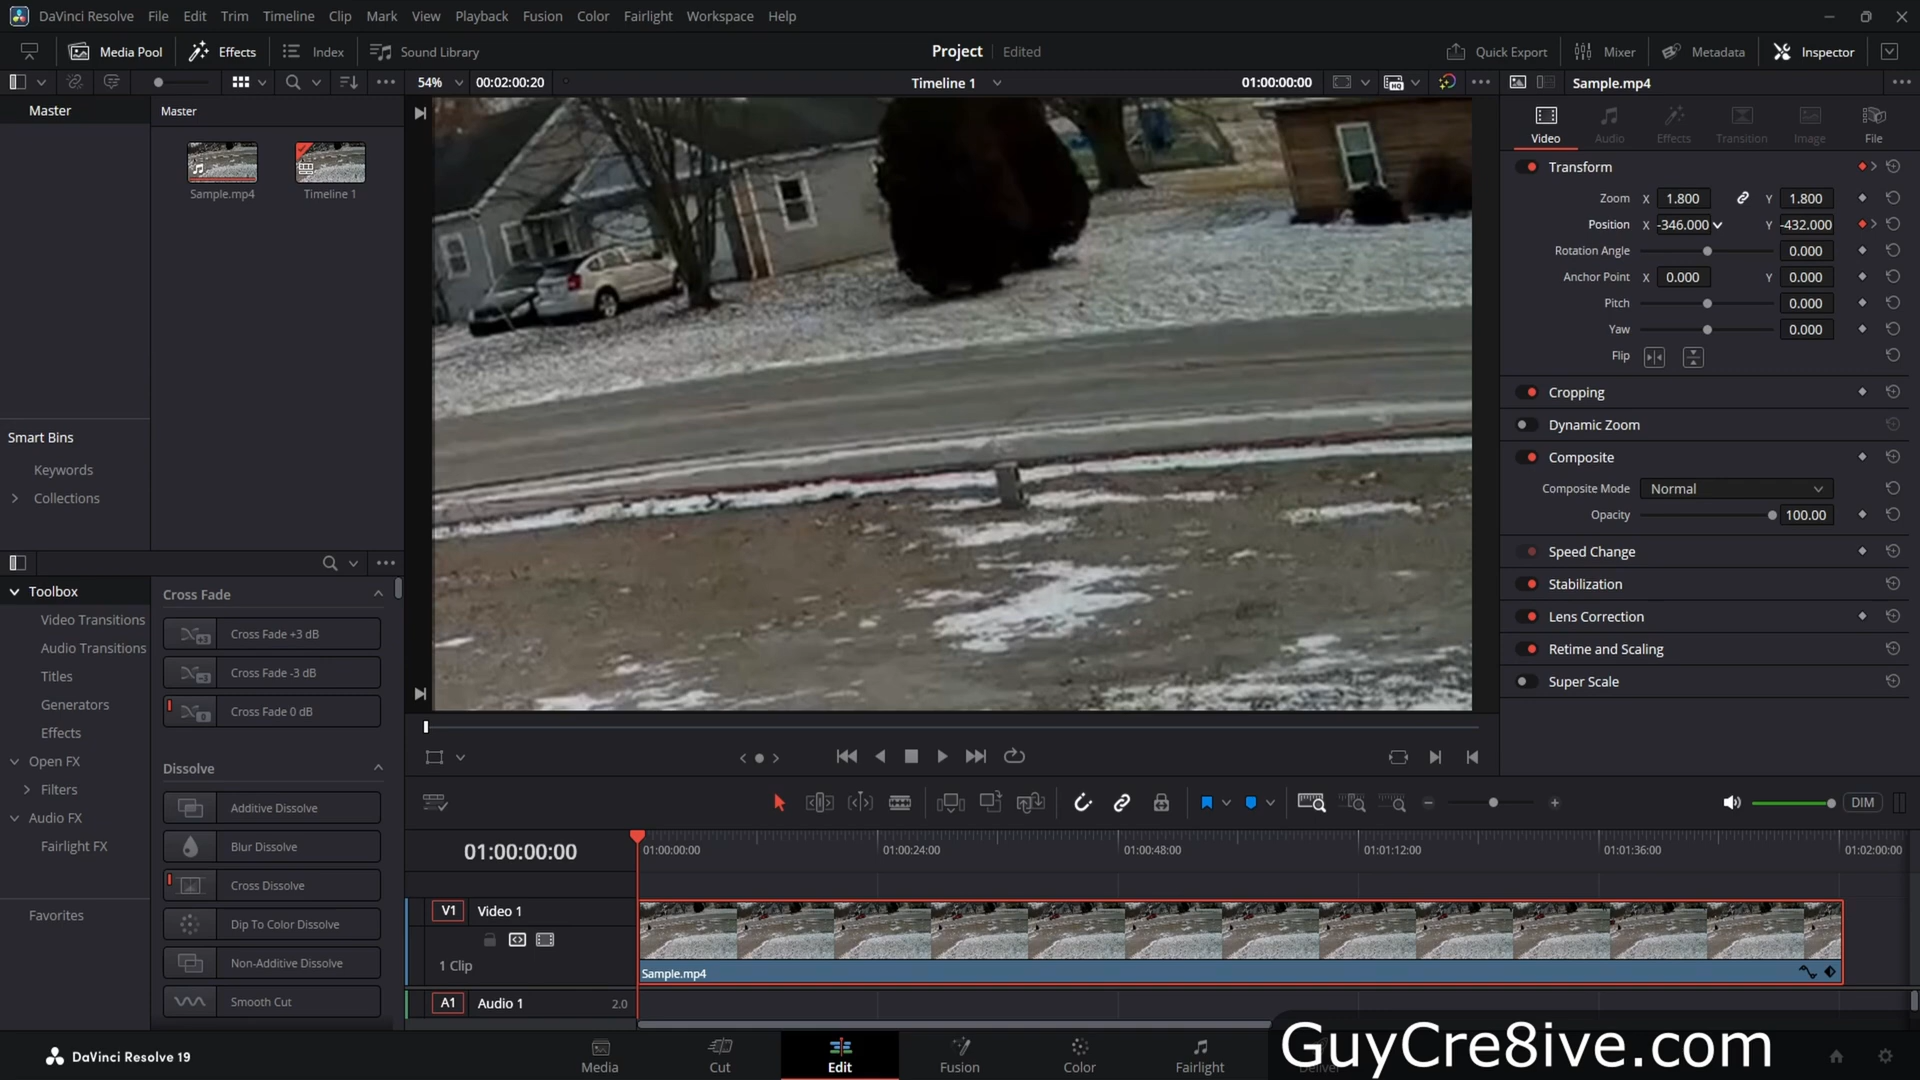 DaVinci Resolve File Edit Trim Timeline Clip Mark View Playback Fusion Color Fairlight Workspace Help
Media Pool Effects Index Sound Library Project Edited Quick Export Mixer Metadata Inspector
54% 00:02:00:20 Timeline 1 01:00:00:00 Sample.mp4
Master Master
Sample.mp4 Timeline 1
Smart Bins
Keywords
Collections
Video Audio Effects Transition Image File
Transform
Zoom X 1.800 Y 1.800
Position X -346.000 Y -432.000
Rotation Angle 0.000
Anchor Point X 0.000 Y 0.000
Pitch 0.000
Yaw 0.000
Flip
Cropping
Dynamic Zoom
Composite
Composite Mode Normal
Opacity 100.00
Speed Change
Stabilization
Lens Correction
Retime and Scaling
Super Scale
Toolbox
Video Transitions
Audio Transitions
Titles
Generators
Effects
Open FX
Filters
Audio FX
Fairlight FX
Favorites
Cross Fade
Cross Fade +3 dB
Cross Fade -3 dB
Cross Fade 0 dB
Dissolve
Additive Dissolve
Blur Dissolve
Cross Dissolve
Dip To Color Dissolve
Non-Additive Dissolve
Smooth Cut
DIM
01:00:00:00 01:00:00:00 01:00:24:00 01:00:48:00 01:01:12:00 01:01:36:00 01:02:00:00
V1 Video 1
1 Clip
Sample.mp4
A1 Audio 1 2.0
DaVinci Resolve 19
Media Cut Edit Fusion Color Fairlight Deliver
GuyCre8ive.com